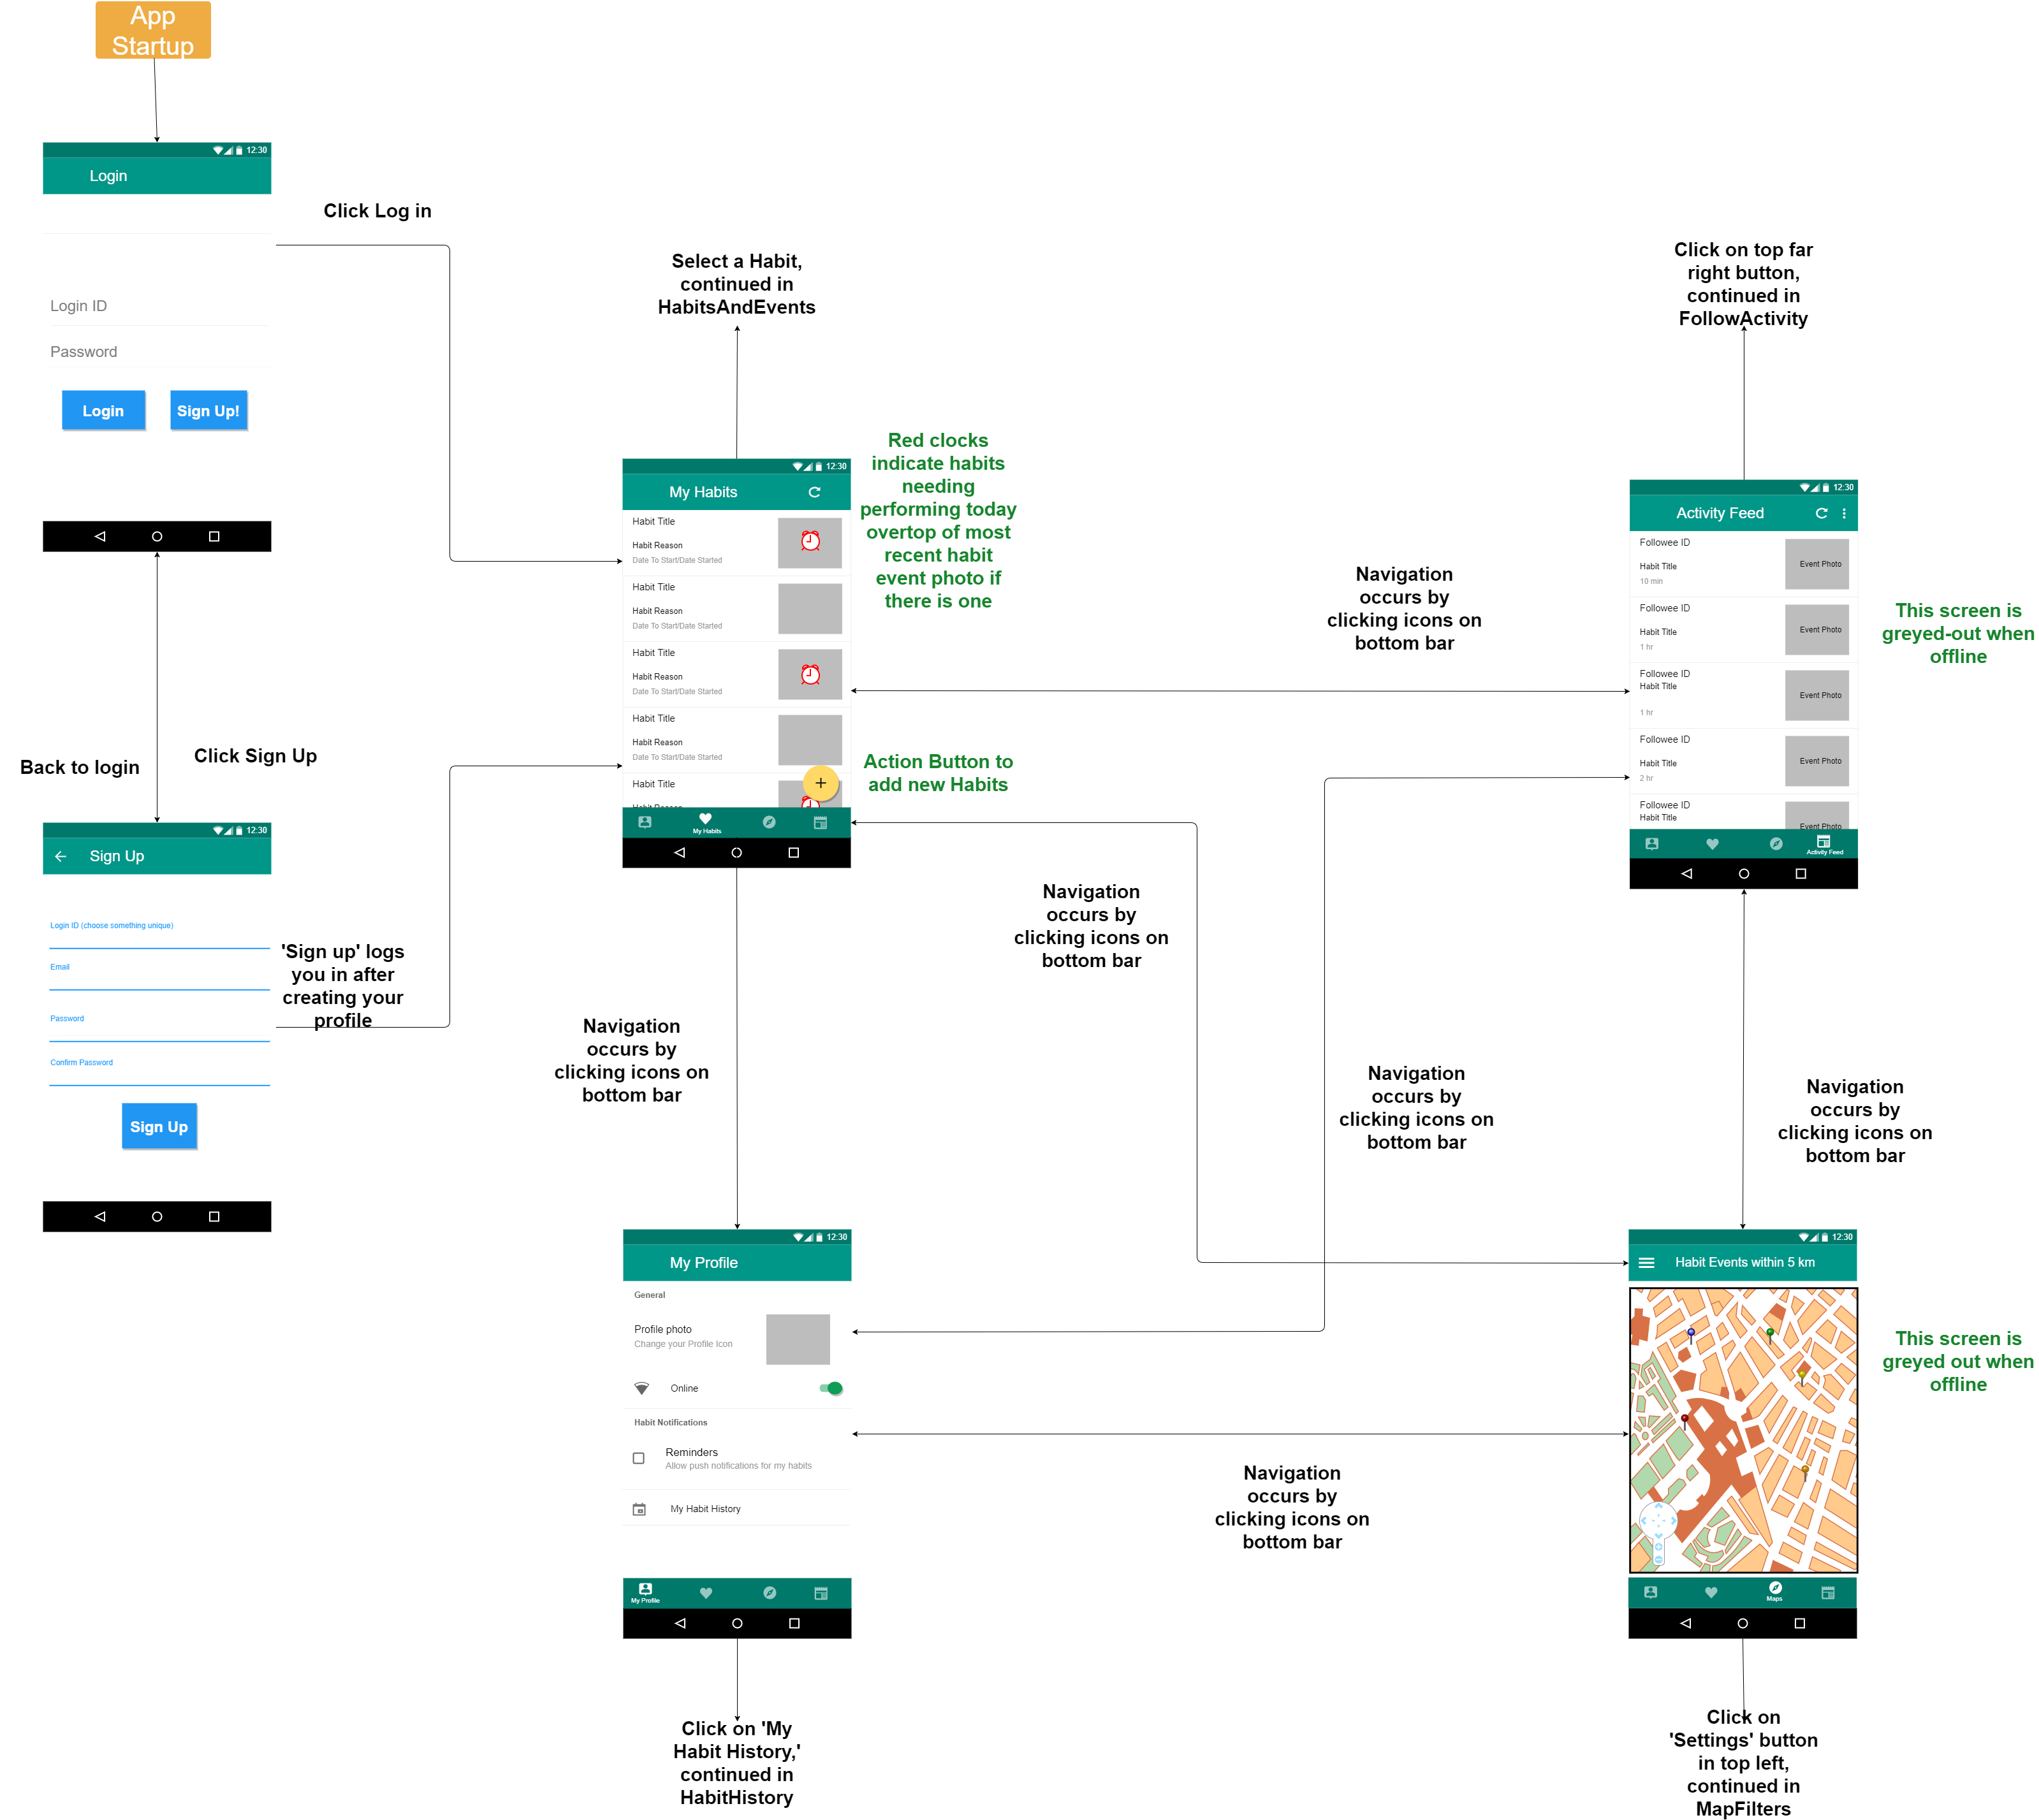 App
Startup
12:30
Login
Click Log in
Login ID
Password
Login
Sign Up!
Back to login
Click Sign Up
12:30
Sign Up
Login ID (choose something unique)
Email
Password
Confirm Password
Sign Up
'Sign up' logs
you in after
creating your
profile
Select a Habit,
continued in
HabitsAndEvents
12:30
My Habits
Habit Title
Habit Reason
Date To Start/Date Started
Habit Title
Habit Reason
Date To Start/Date Started
Habit Title
Habit Reason
Date To Start/Date Started
Habit Title
Habit Reason
Date To Start/Date Started
Habit Title
Habit Reason
My Habits
Red clocks
indicate habits
needing
performing today
overtop of most
recent habit
event photo if
there is one
Action Button to
add new Habits
Navigation
occurs by
clicking icons on
bottom bar
Click on top far
right button,
continued in
FollowActivity
12:30
Activity Feed
Followee ID
Habit Title
10 min
Event Photo
Followee ID
Habit Title
1 hr
Event Photo
Followee ID
Habit Title
1 hr
Event Photo
Followee ID
Habit Title
2 hr
Event Photo
Followee ID
Habit Title
Event Photo
Activity Feed
This screen is
greyed-out when
offline
Navigation
occurs by
clicking icons on
bottom bar
Navigation
occurs by
clicking icons on
bottom bar
Navigation
occurs by
clicking icons on
bottom bar
Navigation
occurs by
clicking icons on
bottom bar
12:30
My Profile
General
Profile photo
Change your Profile Icon
Online
Habit Notifications
Reminders
Allow push notifications for my habits
My Habit History
My Profile
Click on 'My
Habit History,'
continued in
HabitHistory
Navigation
occurs by
clicking icons on
bottom bar
12:30
Habit Events within 5 km
Maps
This screen is
greyed out when
offline
Click on
'Settings' button
in top left,
continued in
MapFilters